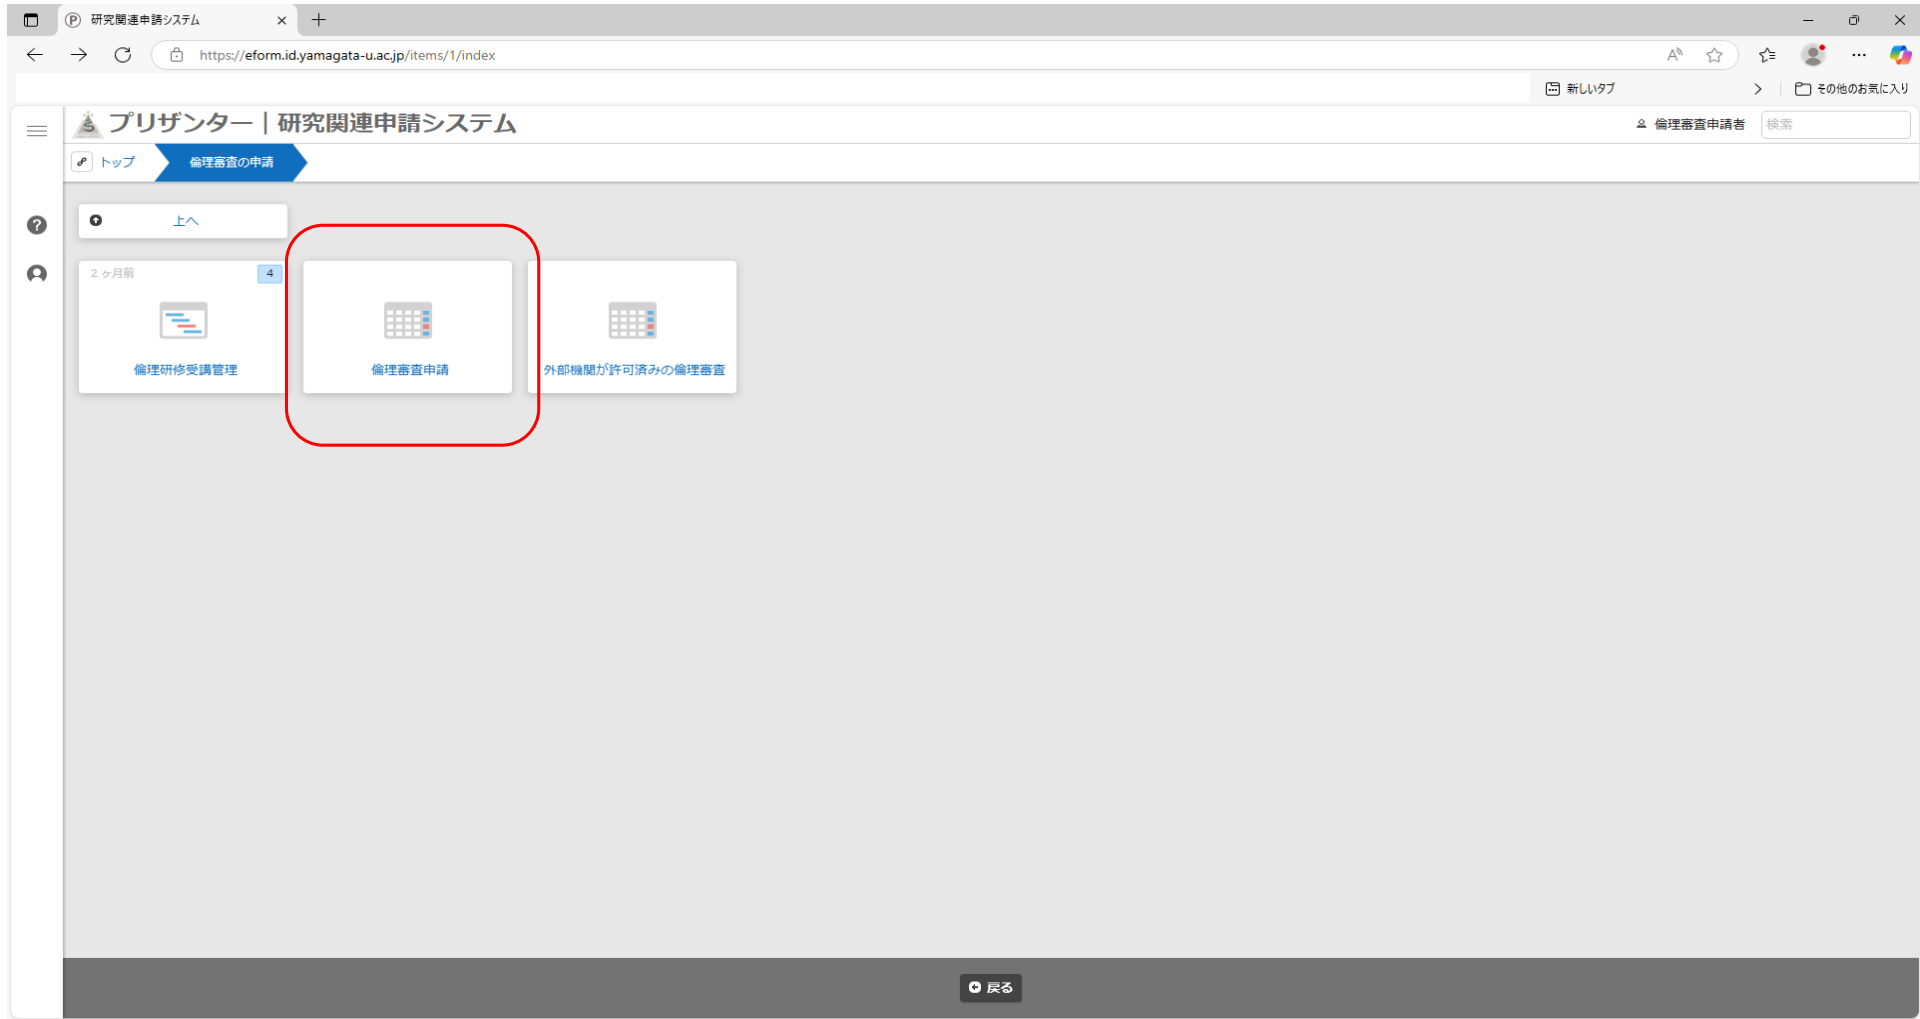 研究関連申請システム
https://eform.id.yamagata-u.ac.jp/items/1/index
新しいタブ
その他のお気に入り
プリザンター｜研究関連申請システム
倫理審査申請者
検索
トップ
倫理審査の申請
上へ
2 ヶ月前
4
倫理研修受講管理
倫理審査申請
外部機関が許可済みの倫理審査
戻る